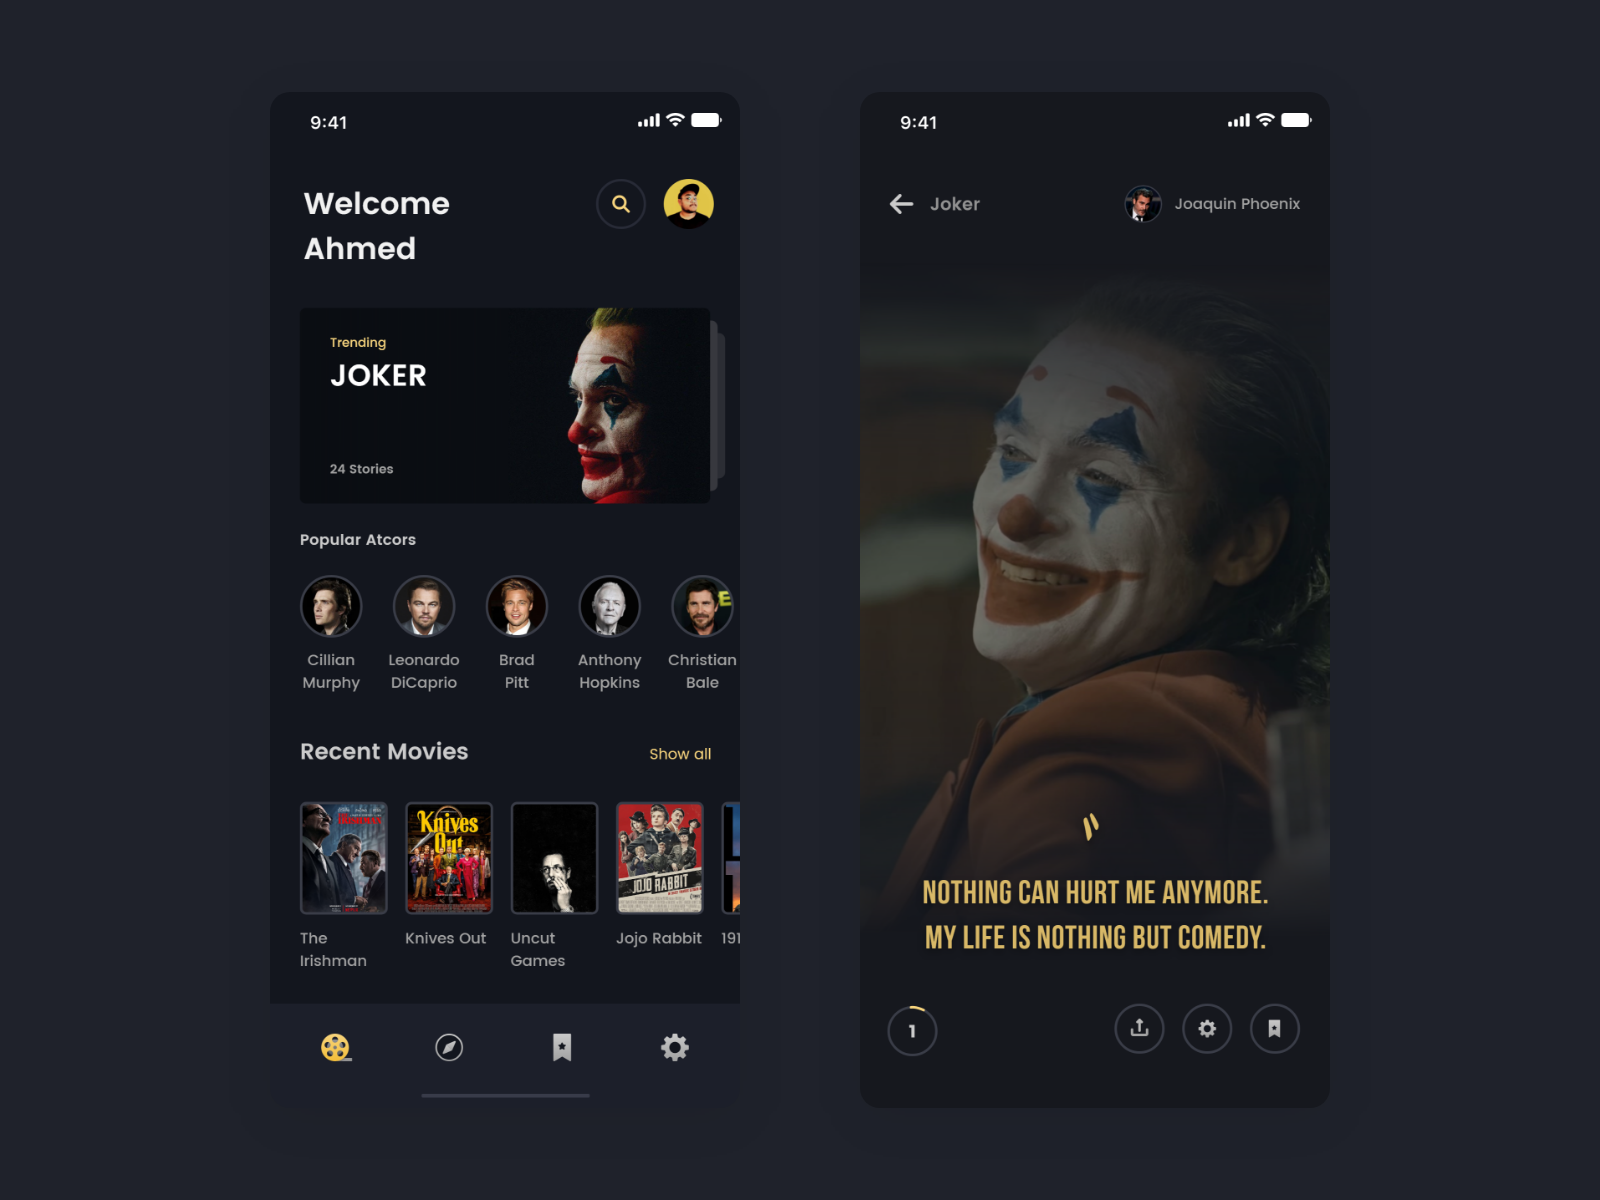 9:41
Welcome
Ahmed
Trending
JOKER
24 Stories
Popular Atcors
Cillian
Murphy
Leonardo
DiCaprio
Brad
Pitt
Anthony
Hopkins
Christian
Bale
Recent Movies
Show all
Knives
Out
JOJO RABBIT
The
Irishman
Knives Out
Uncut
Games
Jojo Rabbit
191
9:41
Joker
Joaquin Phoenix
NOTHING CAN HURT ME ANYMORE.
MY LIFE IS NOTHING BUT COMEDY.
1